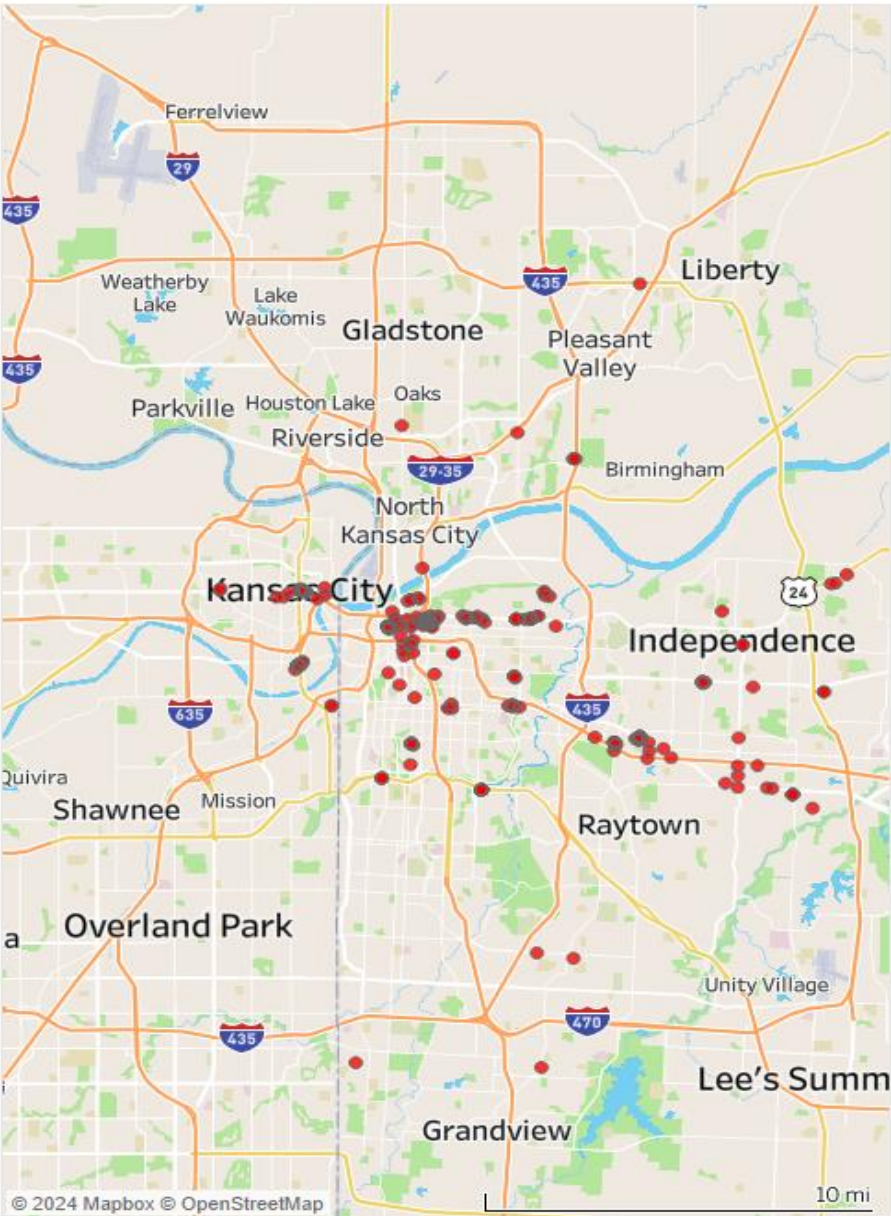 Ferrelview
29
435
Liberty
435
Weatherby
Lake
Lake
Waukomis
Gladstone
Pleasant
Valley
435
Oaks
Parkville
Houston Lake
Riverside
29-35
Birmingham
North
Kansas City
Kansas City
24
Independence
435
635
Quivira
Shawnee
Mission
Raytown
Overland Park
a
Unity Village
470
435
Lee's Summ
Grandview
10 mi
© 2024 Mapbox © OpenStreetMap